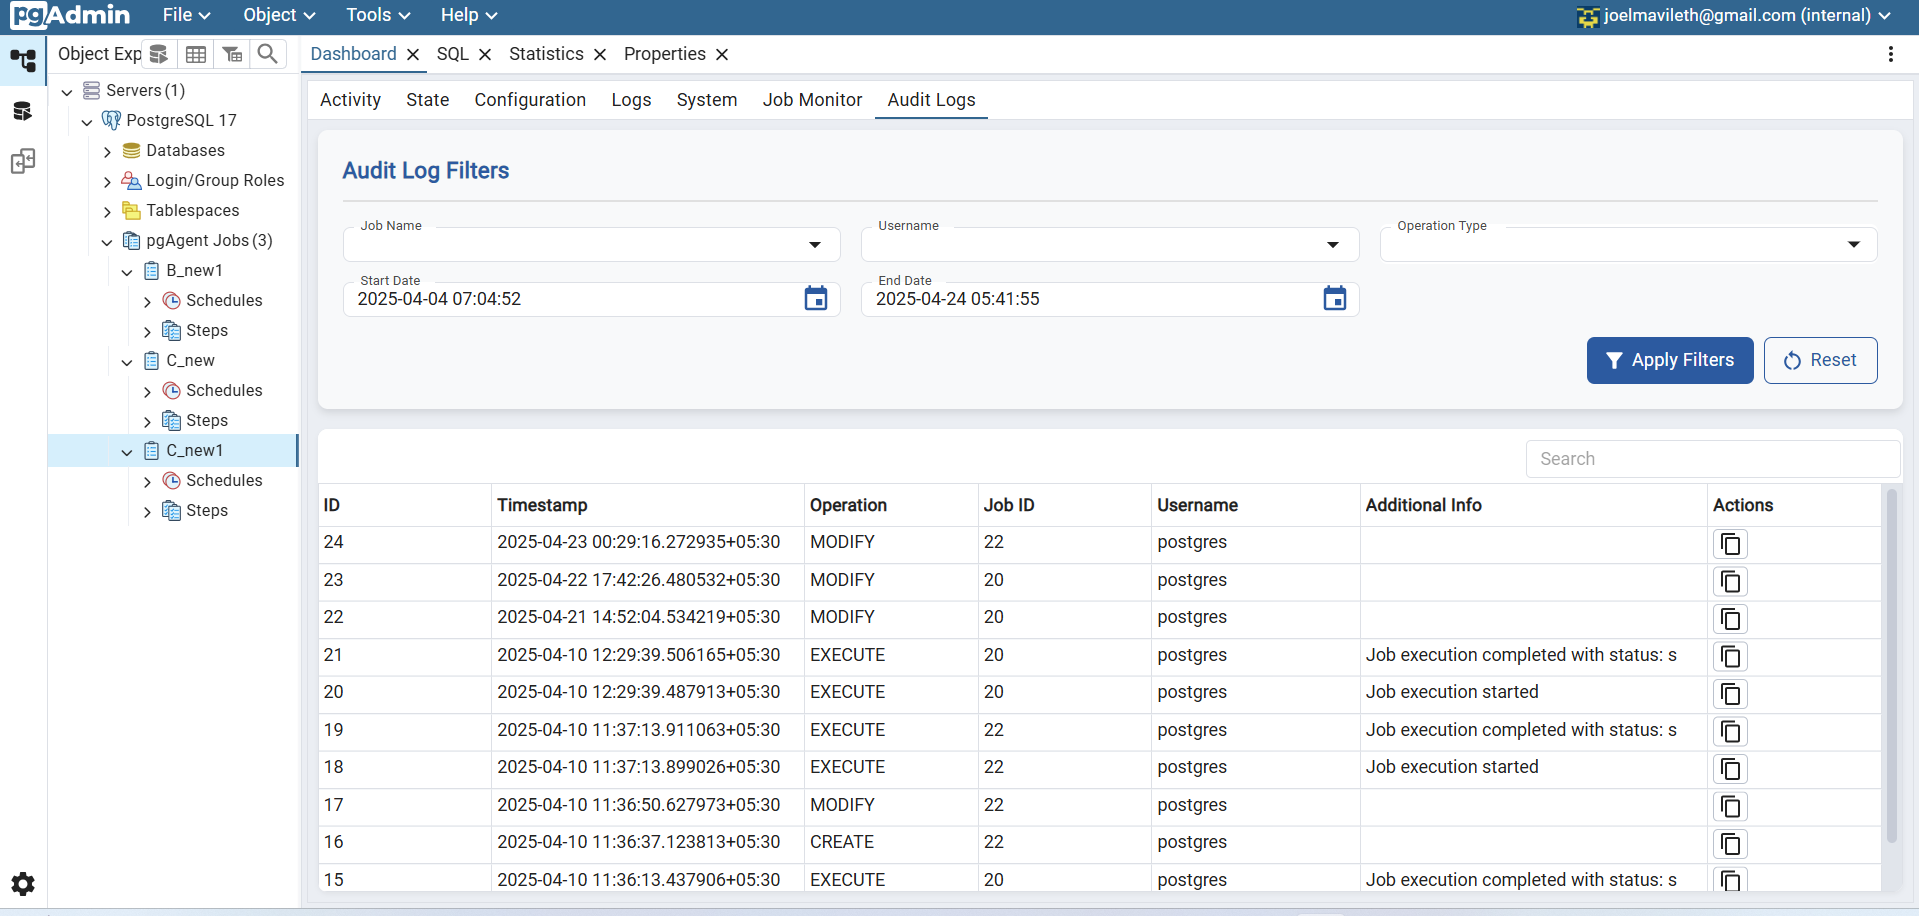 pgAdmin File Object Tools Help joelmavileth@gmail.com (internal)
Object Exp
Dashboard SQL Statistics Properties
Servers (1)
PostgreSQL 17
Databases
Login/Group Roles
Tablespaces
pgAgent Jobs (3)
B_new1
Schedules
Steps
C_new
Schedules
Steps
C_new1
Schedules
Steps
Activity State Configuration Logs System Job Monitor Audit Logs
Audit Log Filters
Job Name Username Operation Type
Start Date End Date
2025-04-04 07:04:52 2025-04-24 05:41:55
Apply Filters Reset
Search
ID Timestamp Operation Job ID Username Additional Info Actions
24 2025-04-23 00:29:16.272935+05:30 MODIFY 22 postgres
23 2025-04-22 17:42:26.480532+05:30 MODIFY 20 postgres
22 2025-04-21 14:52:04.534219+05:30 MODIFY 20 postgres
21 2025-04-10 12:29:39.506165+05:30 EXECUTE 20 postgres Job execution completed with status: s
20 2025-04-10 12:29:39.487913+05:30 EXECUTE 20 postgres Job execution started
19 2025-04-10 11:37:13.911063+05:30 EXECUTE 22 postgres Job execution completed with status: s
18 2025-04-10 11:37:13.899026+05:30 EXECUTE 22 postgres Job execution started
17 2025-04-10 11:36:50.627973+05:30 MODIFY 22 postgres
16 2025-04-10 11:36:37.123813+05:30 CREATE 22 postgres
15 2025-04-10 11:36:13.437906+05:30 EXECUTE 20 postgres Job execution completed with status: s